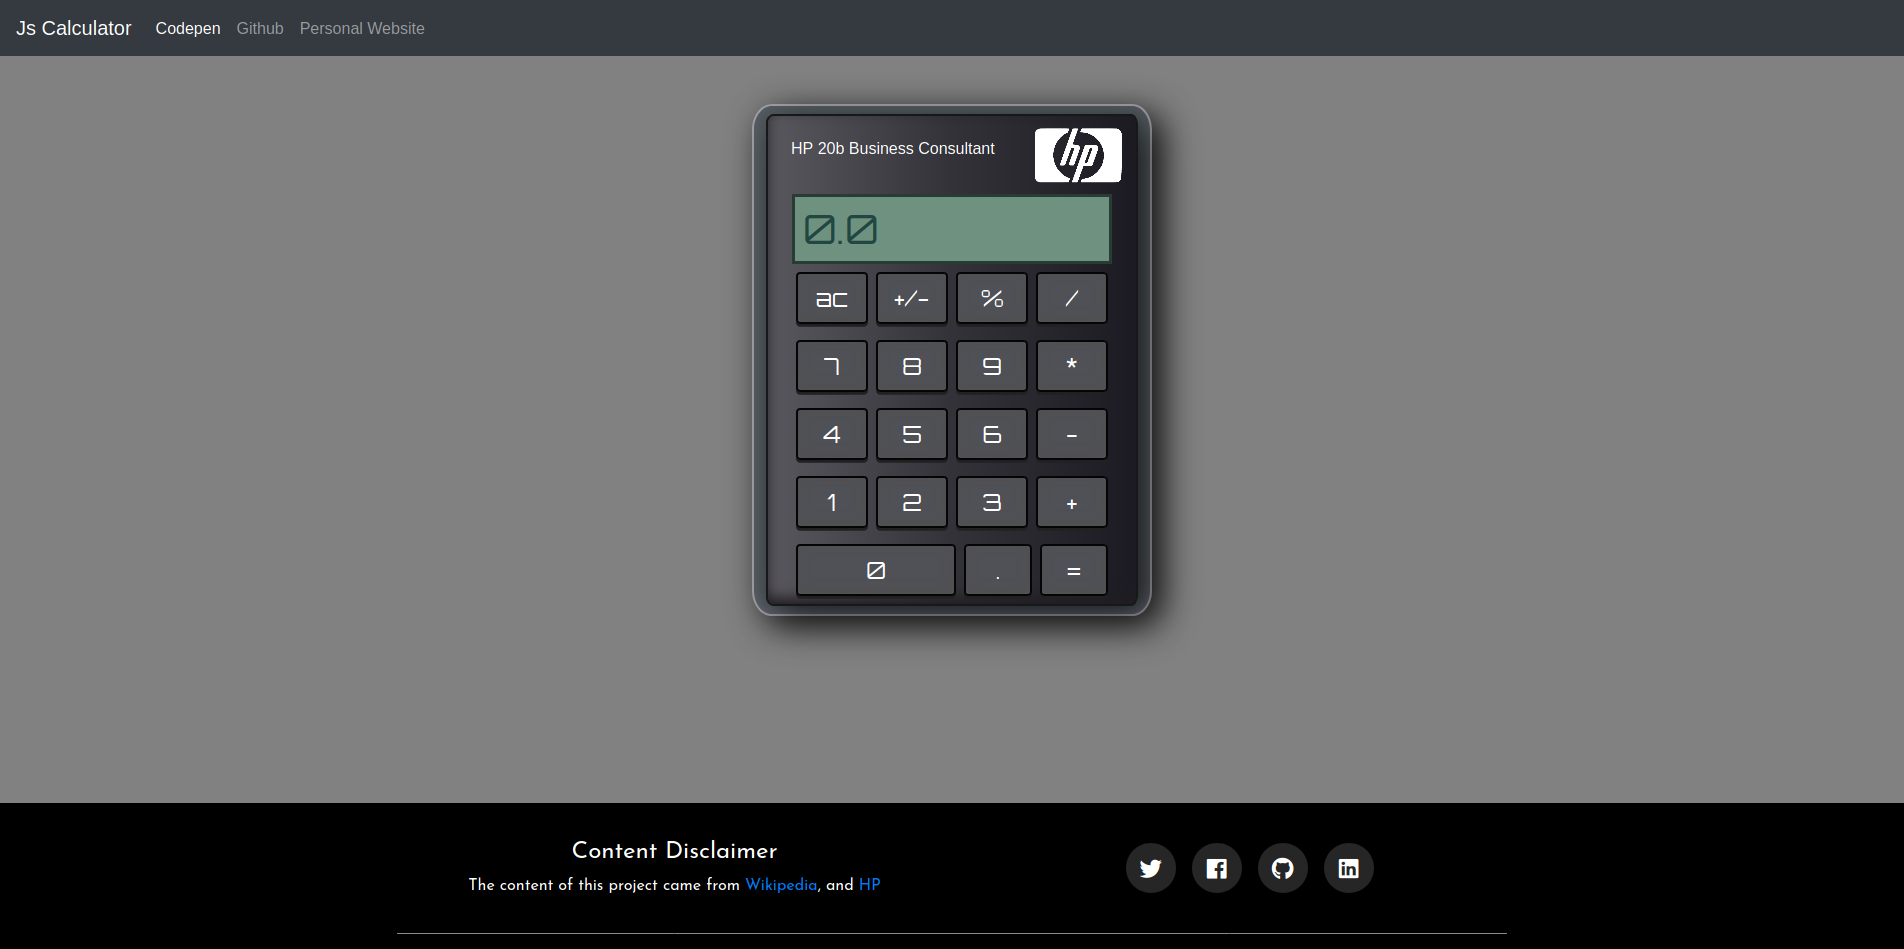 Js Calculator Codepen Github Personal Website
HP 20b Business Consultant
hp
0.0
ac +/- % /
7 8 9 *
4 5 6 -
1 2 3 +
0 . =
Content Disclaimer
The content of this project came from Wikipedia, and HP
in